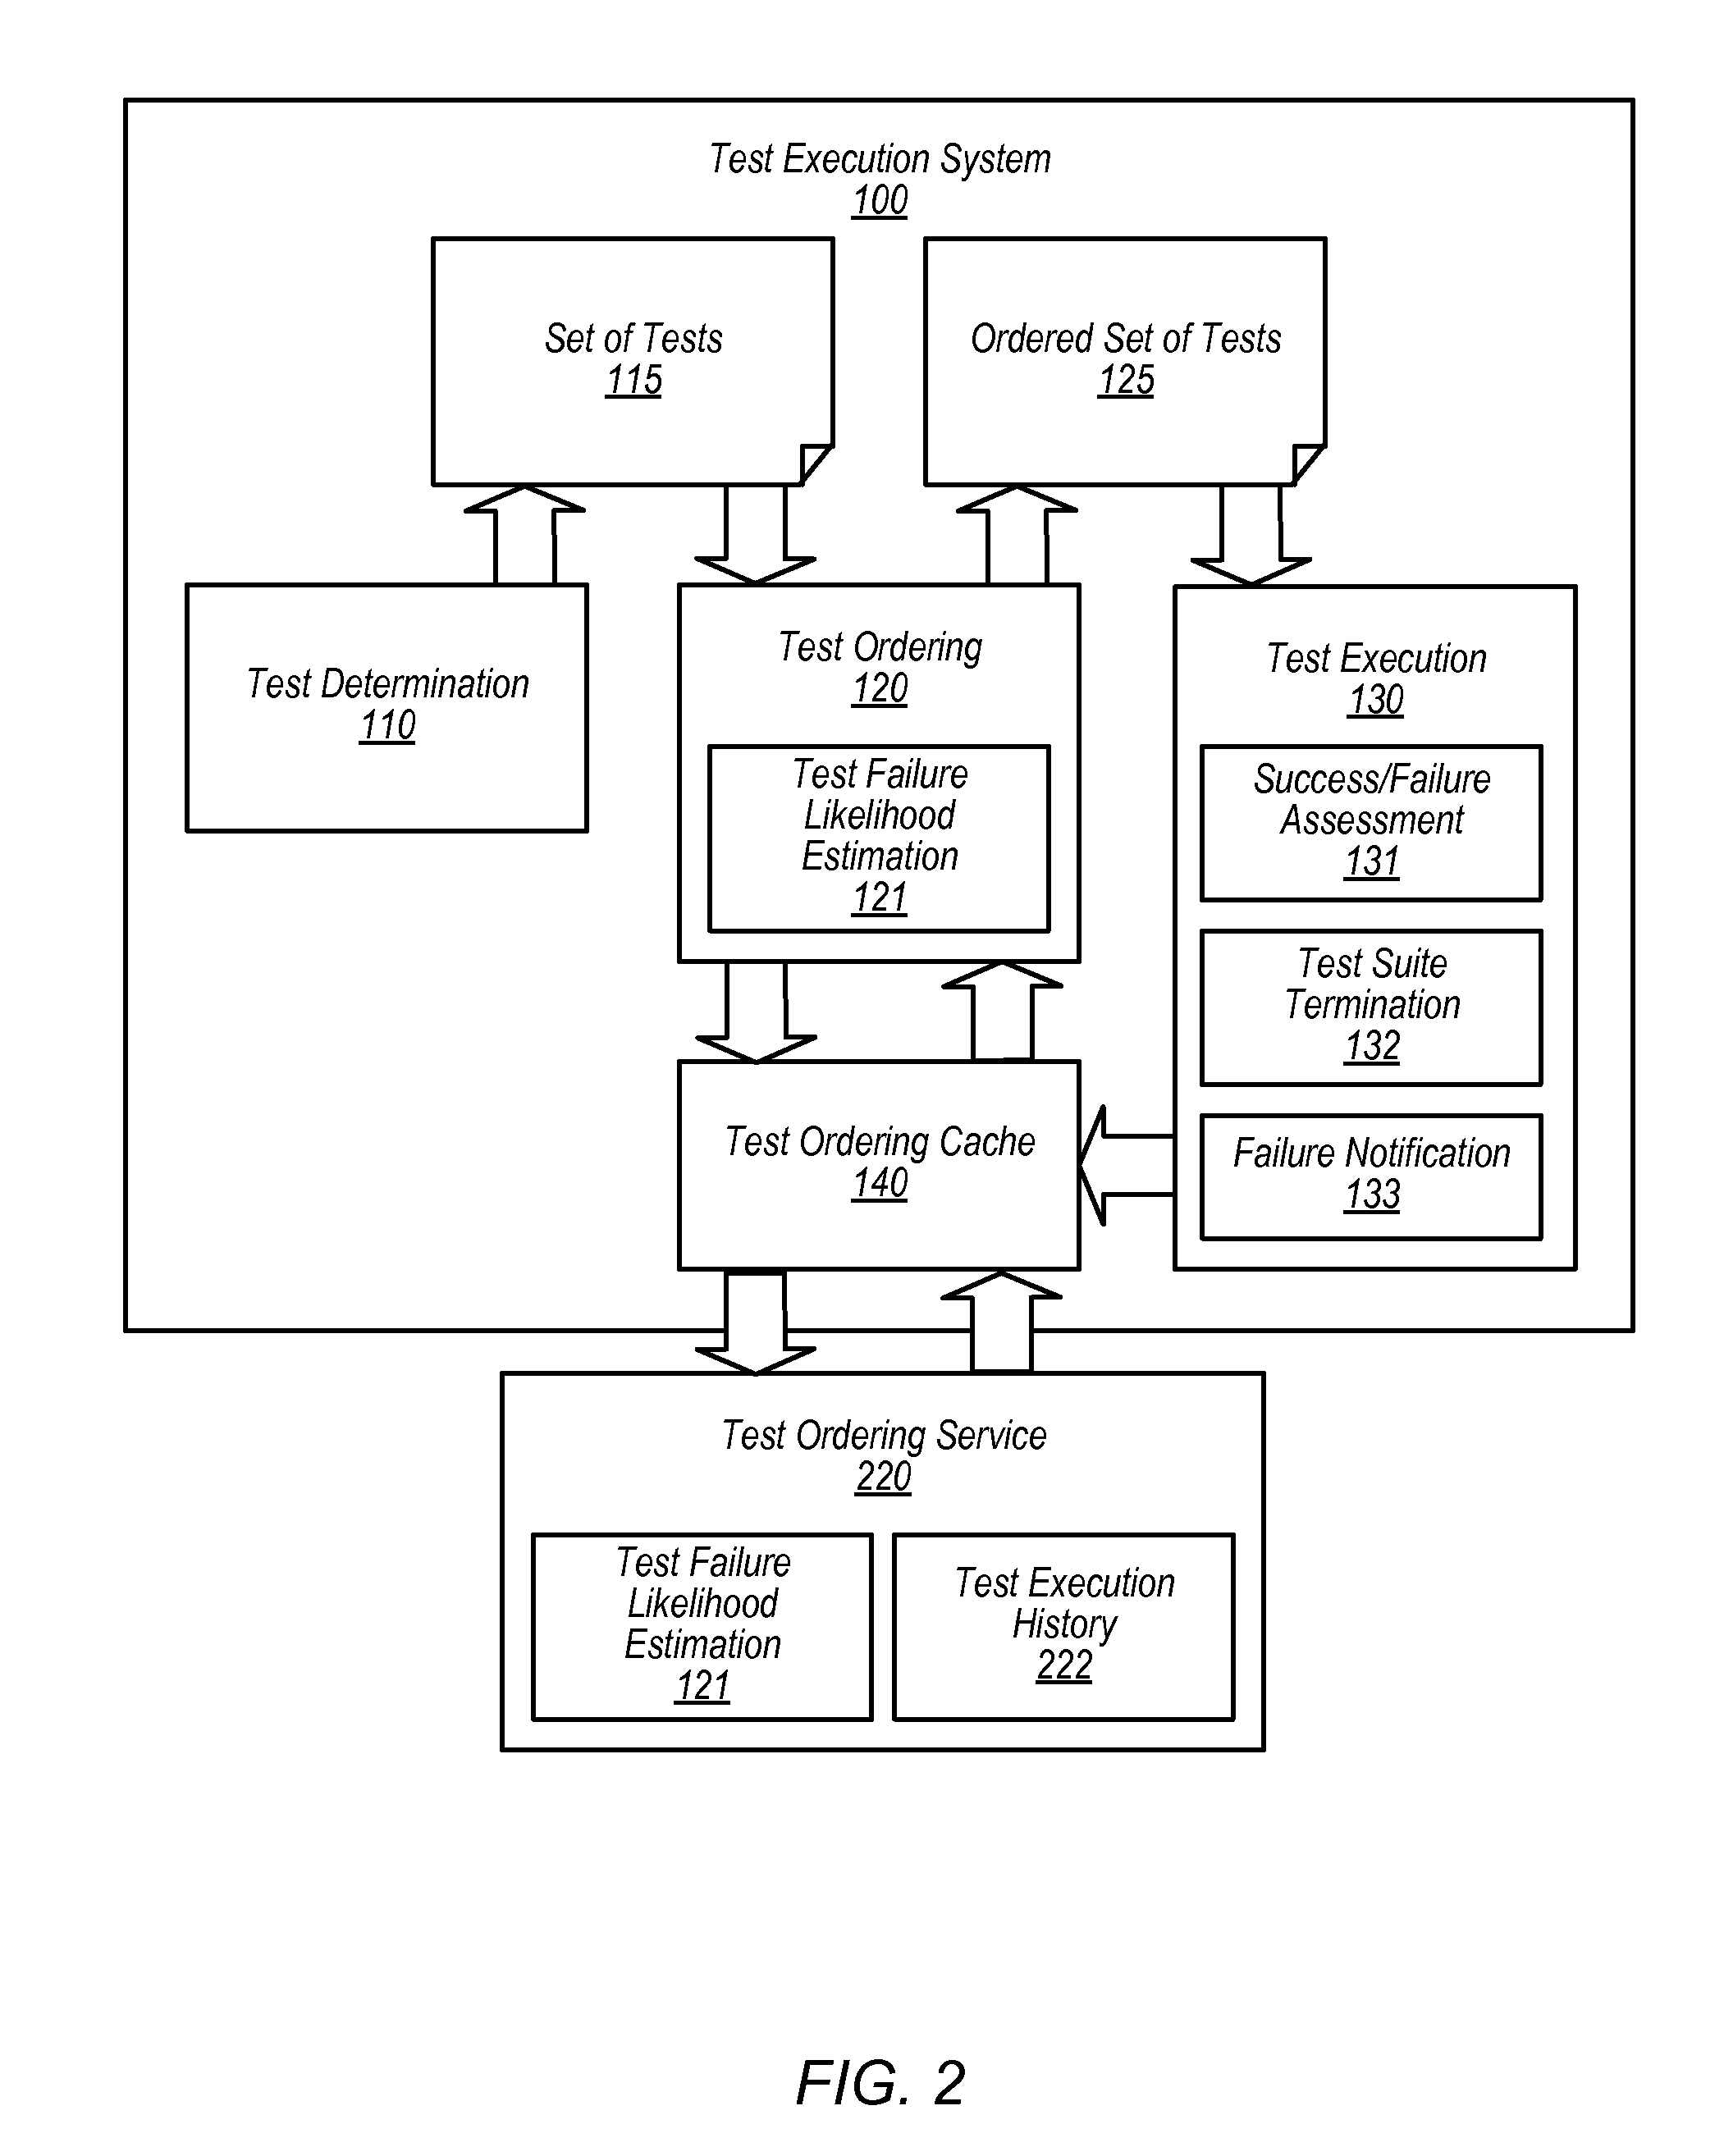 Test Execution System
100
Set of Tests
115
Ordered Set of Tests
125
Test Determination
110
Test Ordering
120
Test Failure
Likelihood
Estimation
121
Test Execution
130
Success/Failure
Assessment
131
Test Suite
Termination
132
Failure Notification
133
Test Ordering Cache
140
Test Ordering Service
220
Test Failure
Likelihood
Estimation
121
Test Execution
History
222
FIG. 2